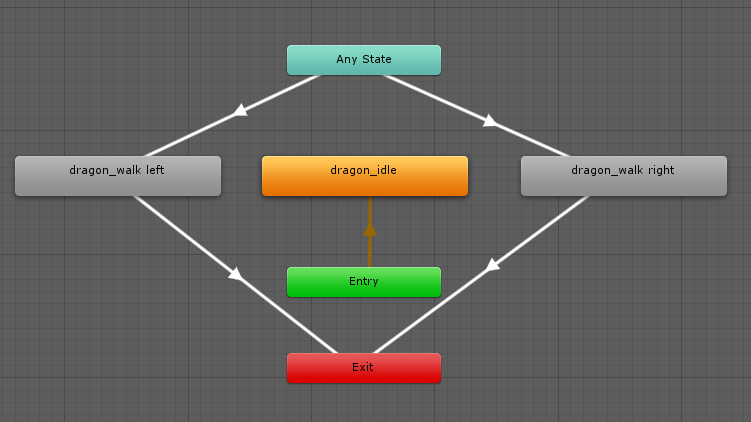 Any State
dragon_walk left
dragon_idle
dragon_walk right
Entry
Exit